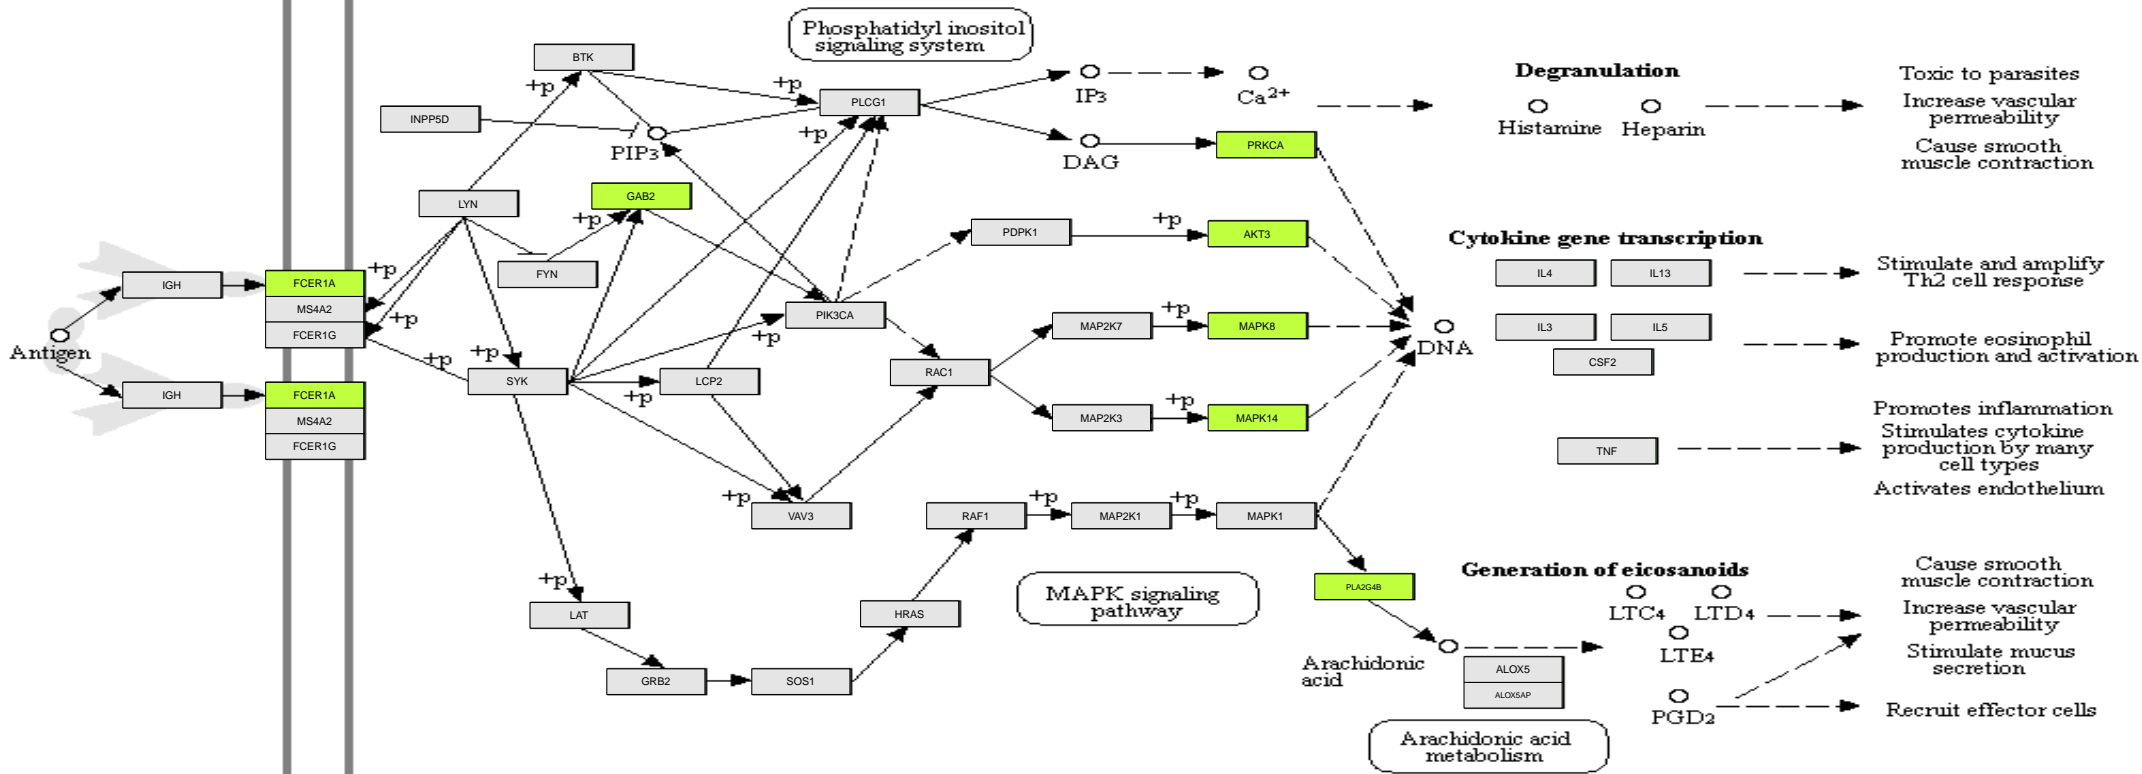 Phosphatidyl inositol
signaling system
BTK
+p
+p
PLCG1
INPP5D
+p
PIP3
IP3
Ca2+
DAG
PRKCA
Degranulation
Histamine
Heparin
Toxic to parasites
Increase vascular
permeability
Cause smooth
muscle contraction
LYN
GAB2
+p
FYN
PDPK1
+p
AKT3
Cytokine gene transcription
IL4
IL13
Stimulate and amplify
Th2 cell response
IGH
FCER1A
MS4A2
FCER1G
+p
+p
Antigen
PIK3CA
+p
MAP2K7
+p
MAPK8
DNA
IL3
IL5
CSF2
Promote eosinophil
production and activation
+p
+p
SYK
+p
LCP2
RAC1
IGH
FCER1A
MS4A2
FCER1G
MAP2K3
+p
MAPK14
TNF
Promotes inflammation
Stimulates cytokine
production by many
cell types
Activates endothelium
+p
VAV3
RAF1
+p
MAP2K1
+p
MAPK1
+p
LAT
HRAS
MAPK signaling
pathway
PLA2G4B
Generation of eicosanoids
LTC4
LTD4
LTE4
Cause smooth
muscle contraction
Increase vascular
permeability
Stimulate mucus
secretion
GRB2
SOS1
Arachidonic
acid
ALOX5
ALOX5AP
PGD2
Recruit effector cells
Arachidonic acid
metabolism